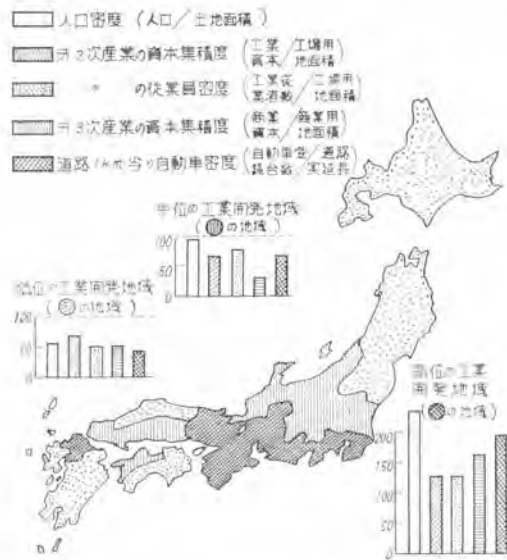 人口密度 (人口/土地面積)
第2次産業の資本集積度 (工業資本/工場用地面積)
〃 の従業員密度 (工業従業者数/工場用地面積)
第3次産業の資本集積度 (商業資本/商業用地面積)
道路1km当り自動車密度 (自動車登録台数/道路実延長)
中位の工業開発地域
(の地域)
100
50
0
低位の工業開発地域
(の地域)
100
50
0
高位の工業
開発地域
(の地域)
200
150
100
50
0